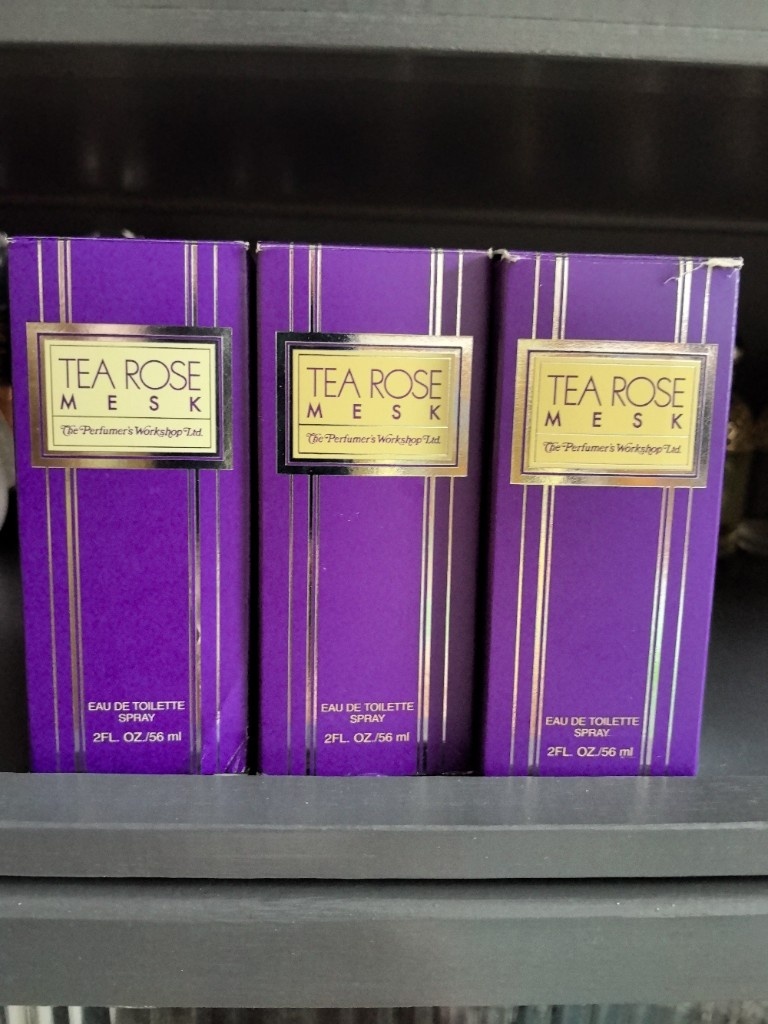 TEA ROSE
MESK
The Perfumer's Workshop Ltd.
EAU DE TOILETTE
SPRAY
2FL. OZ./56 ml
TEA ROSE
MESK
The Perfumer's Workshop Ltd.
EAU DE TOILETTE
SPRAY
2FL. OZ./56 ml
TEA ROSE
MESK
The Perfumer's Workshop Ltd.
EAU DE TOILETTE
SPRAY
2FL. OZ./56 ml